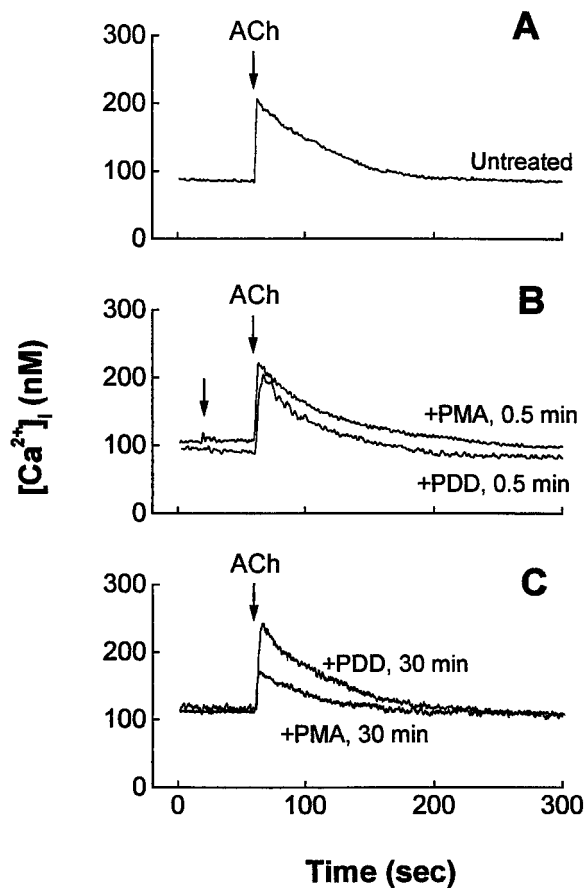 A
ACh
300
200
100
0
Untreated
B
ACh
300
200
100
0
+PMA, 0.5 min
+PDD, 0.5 min
[Ca²⁺]ᵢ (nM)
C
ACh
300
200
100
0
+PDD, 30 min
+PMA, 30 min
0 100 200 300
Time (sec)